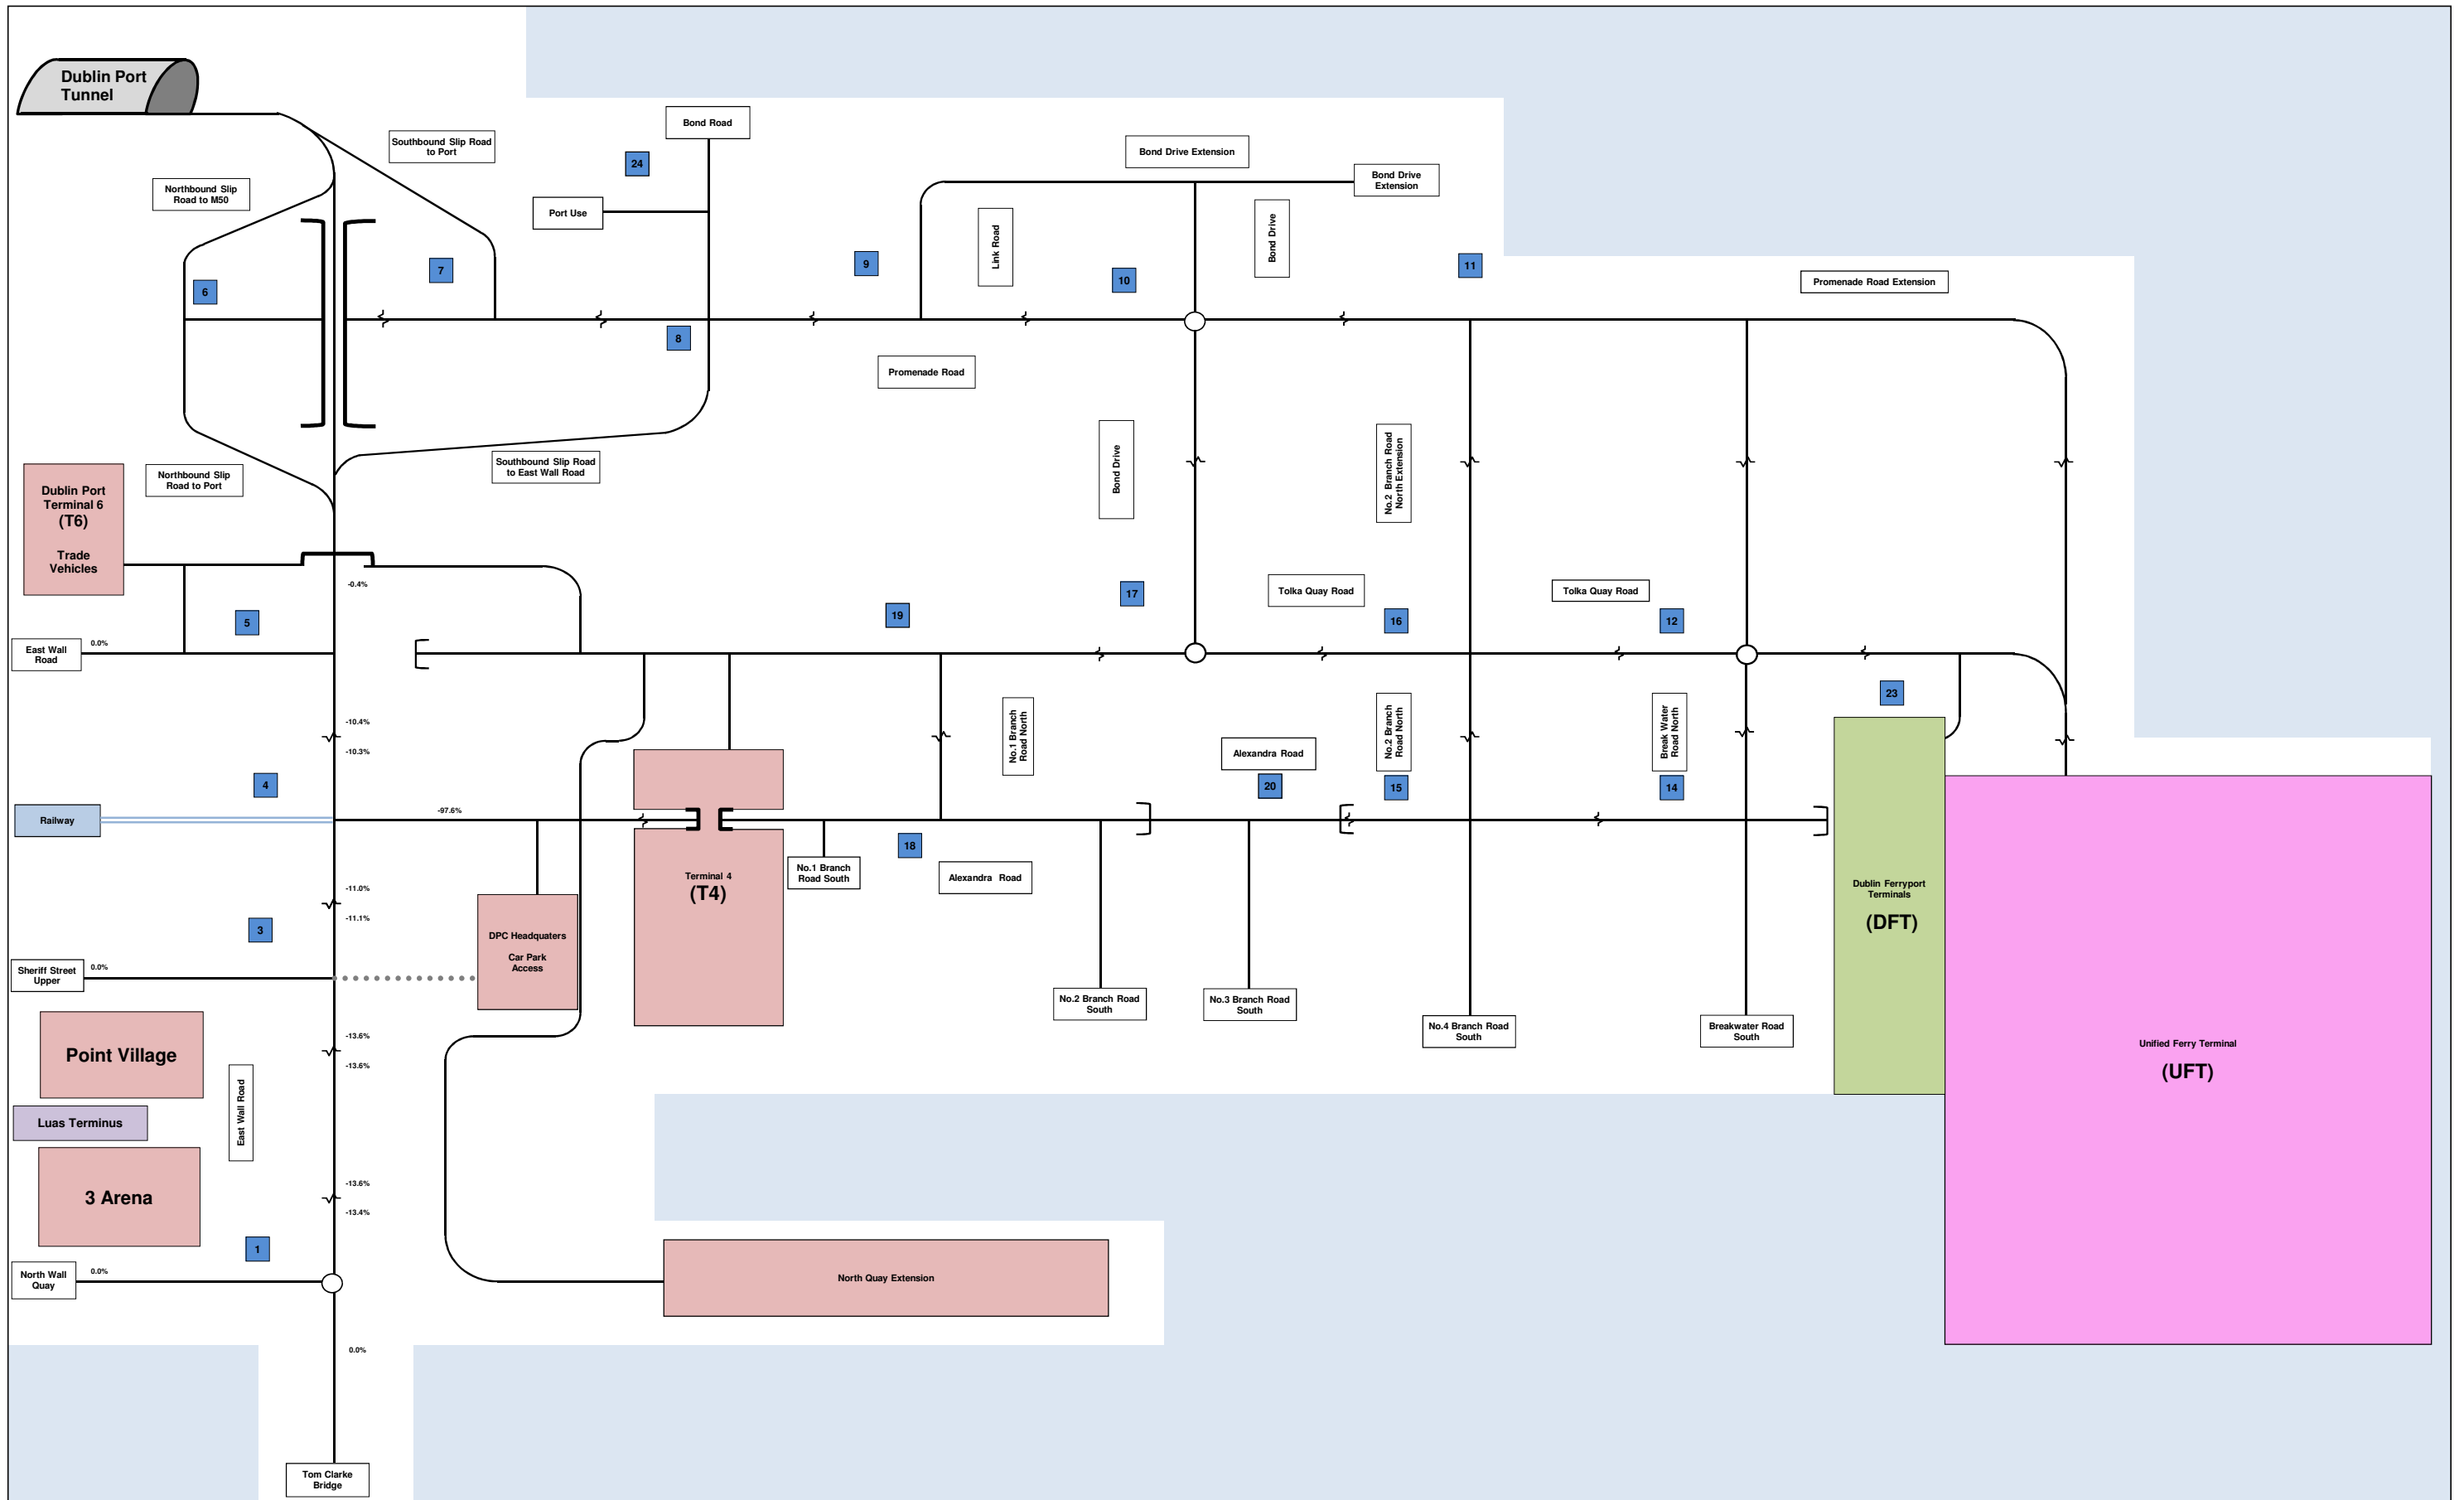 Dublin Port
Tunnel
Bond Road
Southbound Slip Road
to Port
Bond Drive Extension
24
Bond Drive
Extension
Northbound Slip
Road to M50
Port Use
Link Road
Bond Drive
9
11
7
10
Promenade Road Extension
6
8
Promenade Road
Bond Drive
No.2 Branch Road
North Extension
Southbound Slip Road
to East Wall Road
Northbound Slip
Road to Port
Dublin Port
Terminal 6
(T6)
Trade
Vehicles
-0.4%
17
Tolka Quay Road
Tolka Quay Road
19
5
16
12
East Wall
Road
0.0%
23
-10.4%
No.1 Branch
Road North
No.2 Branch
Road North
Break Water
Road North
-10.3%
Alexandra Road
4
20
15
14
-97.6%
Railway
18
No.1 Branch
Road South
Alexandra  Road
Terminal 4
(T4)
-11.0%
Dublin Ferryport
Terminals
(DFT)
-11.1%
3
DPC Headquaters
Car Park
Access
Sheriff Street
Upper
0.0%
No.2 Branch Road
South
No.3 Branch Road
South
No.4 Branch Road
South
Breakwater Road
South
-13.6%
Point Village
Unified Ferry Terminal
(UFT)
-13.6%
East Wall Road
Luas Terminus
-13.6%
3 Arena
-13.4%
1
North Wall
Quay
0.0%
North Quay Extension
0.0%
Tom Clarke
Bridge